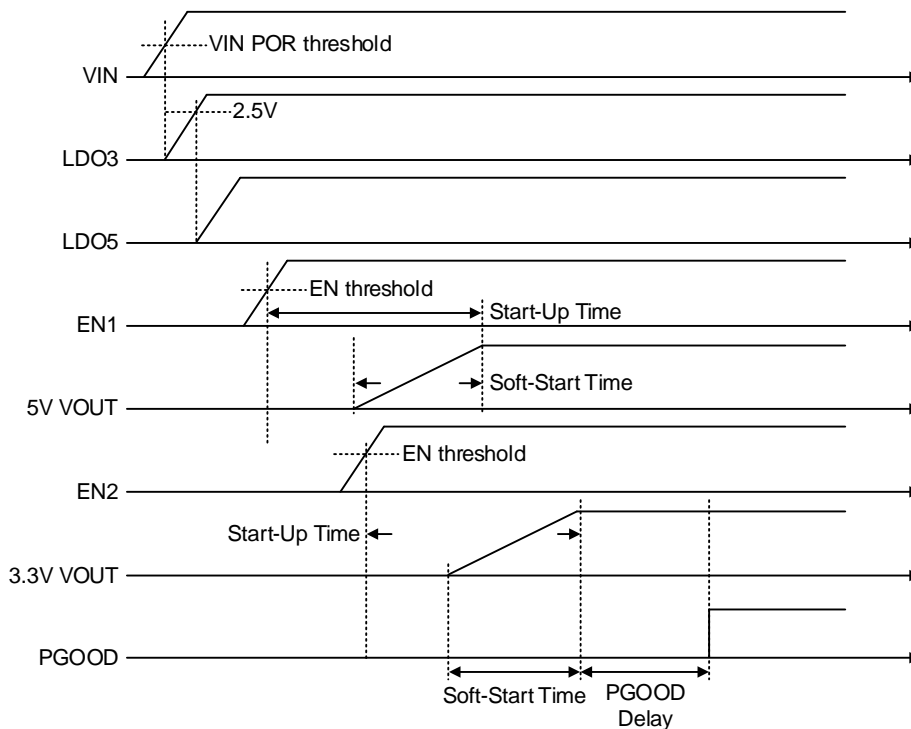 VIN POR threshold
VIN
2.5V
LDO3
LDO5
EN threshold
Start-Up Time
EN1
Soft-Start Time
5V VOUT
EN threshold
EN2
Start-Up Time
3.3V VOUT
PGOOD
Soft-Start Time
PGOOD
Delay